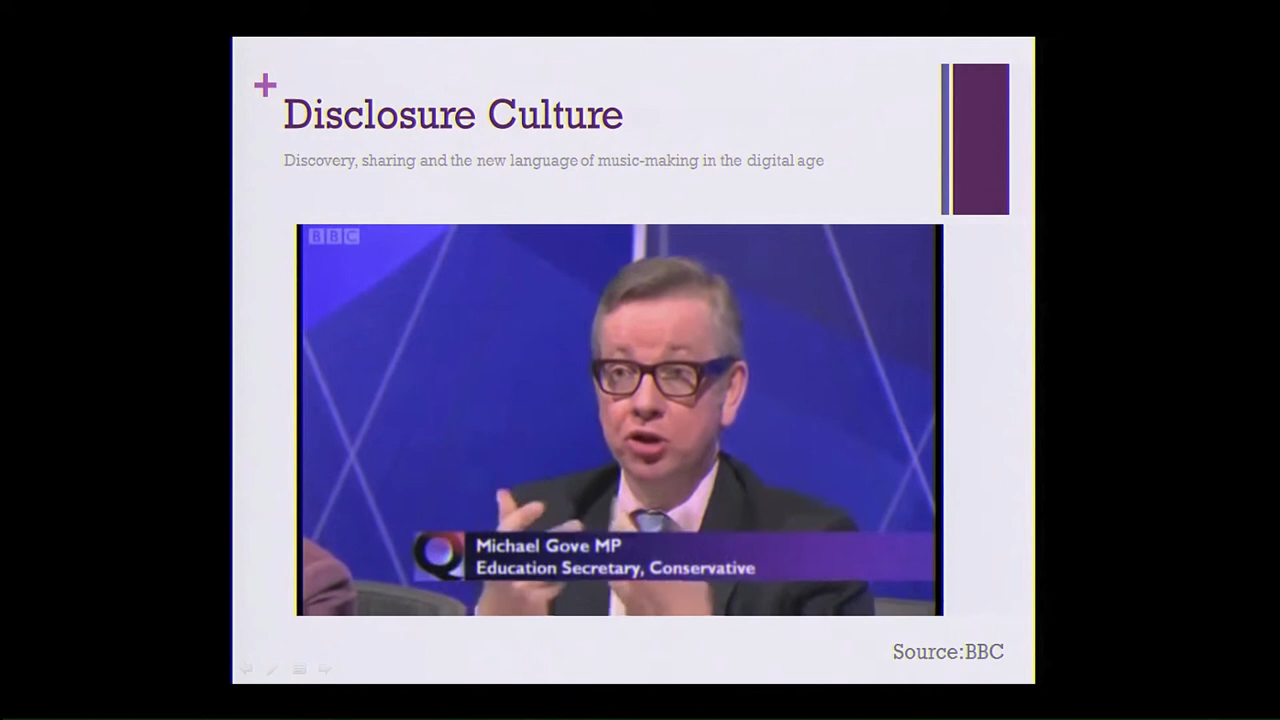 +
Disclosure Culture
Discovery, sharing and the new language of music-making in the digital age
BBC
Q
Michael Gove MP
Education Secretary, Conservative
Source:BBC